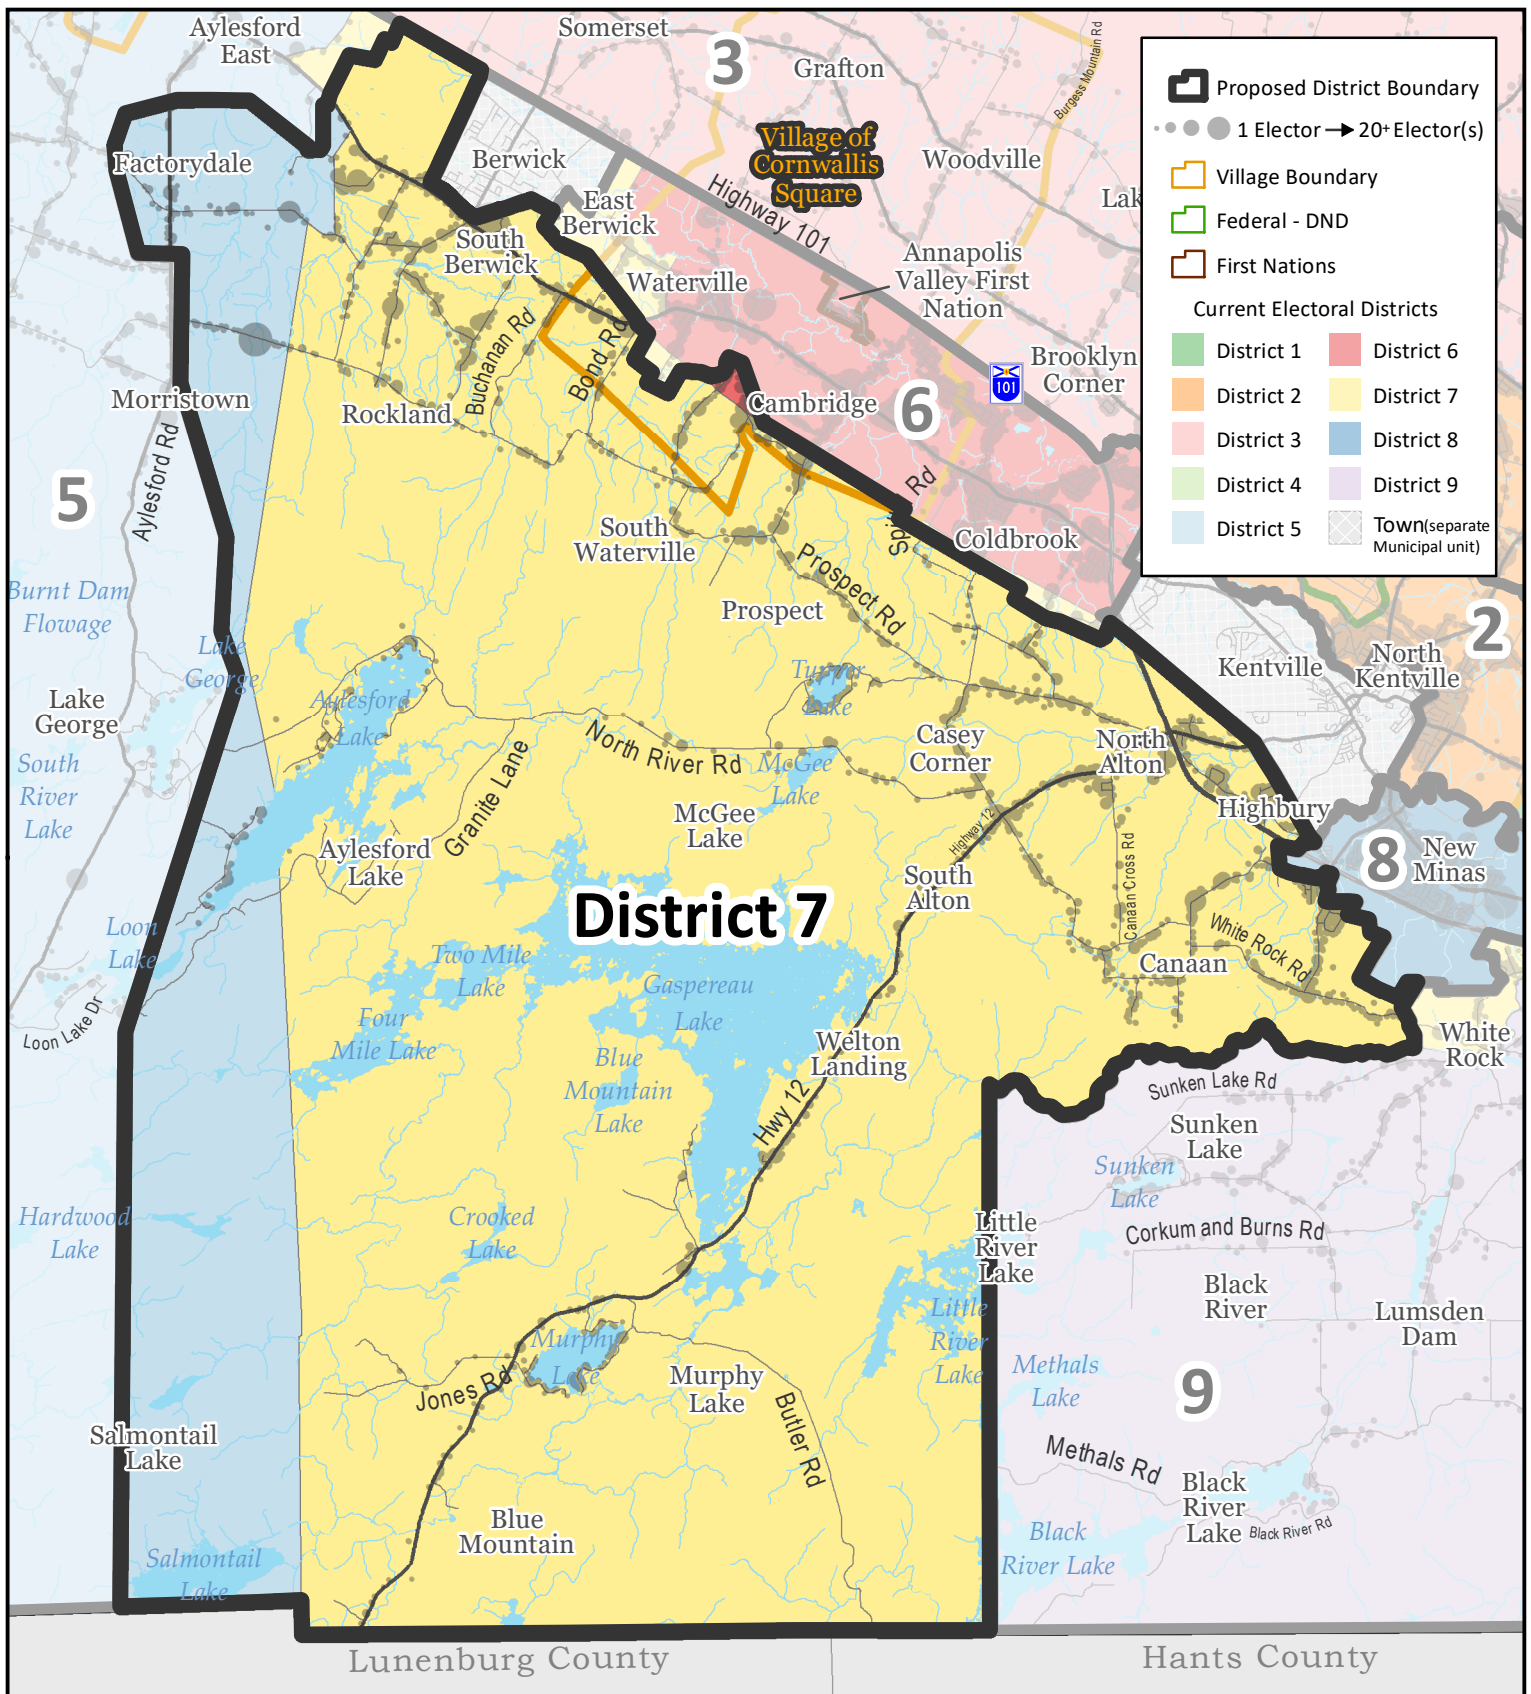 Aylesford
East
Somerset
3
Grafton
Burgess Mountain Rd
Village of
Cornwallis
Square
Woodville
Lak
Factorydale
Berwick
East
Berwick
Highway 101
South
Berwick
Waterville
Annapolis
Valley First
Nation
Brooklyn
Corner
101
Buchanan Rd
Bond Rd
Morristown
Rockland
Cambridge
6
Aylesford Rd
5
South
Waterville
Rd
Spi
Coldbrook
Prospect Rd
Prospect
Burnt Dam
Flowage
Lake
George
Lake
George
South
River
Lake
Aylesford
Lake
Tupper
Lake
Kentville
North
Kentville
2
North River Rd
McGee
Lake
Casey
Corner
North
Alton
Granite Lane
McGee
Lake
Highbury
Highway 12
Aylesford
Lake
South
Alton
Canaan Cross Rd
8
New
Minas
District 7
Loon
Lake
Two Mile
Lake
Gaspereau
Lake
White Rock Rd
Canaan
Loon Lake Dr
Four
Mile Lake
Blue
Mountain
Lake
Welton
Landing
White
Rock
Hwy 12
Sunken Lake Rd
Sunken
Lake
Sunken
Lake
Hardwood
Lake
Crooked
Lake
Little
River
Lake
Corkum and Burns Rd
Black
River
Lumsden
Dam
Little
River
Lake
Murphy
Lake
Murphy
Lake
Jones Rd
Butler Rd
Methals
Lake
9
Salmontail
Lake
Methals Rd
Black
River
Lake
Black River Rd
Blue
Mountain
Black
River Lake
Salmontail
Lake
Lunenburg County
Hants County
Proposed District Boundary
1 Elector 20+ Elector(s)
Village Boundary
Federal - DND
First Nations
Current Electoral Districts
District 1
District 2
District 3
District 4
District 5
District 6
District 7
District 8
District 9
Town(separate
Municipal unit)